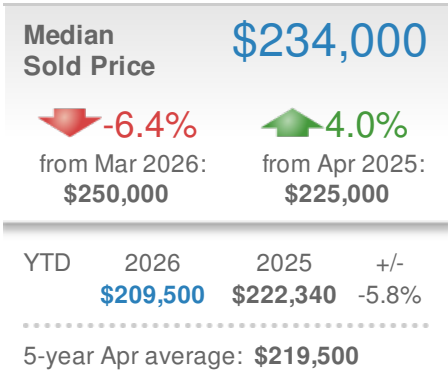 Median
Sold Price
$234,000
-6.4%
from Mar 2026:
$250,000
4.0%
from Apr 2025:
$225,000
YTD 2026 2025 +/-
$209,500 $222,340 -5.8%
5-year Apr average: $219,500